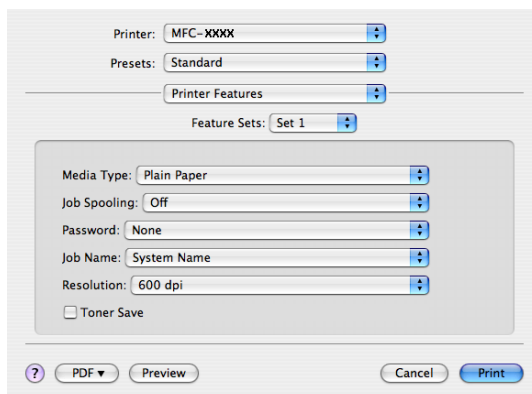 Printer: MFC-XXXX
Presets: Standard
Printer Features
Feature Sets: Set 1
Media Type: Plain Paper
Job Spooling: Off
Password: None
Job Name: System Name
Resolution: 600 dpi
Toner Save
? PDF ▼ Preview Cancel Print